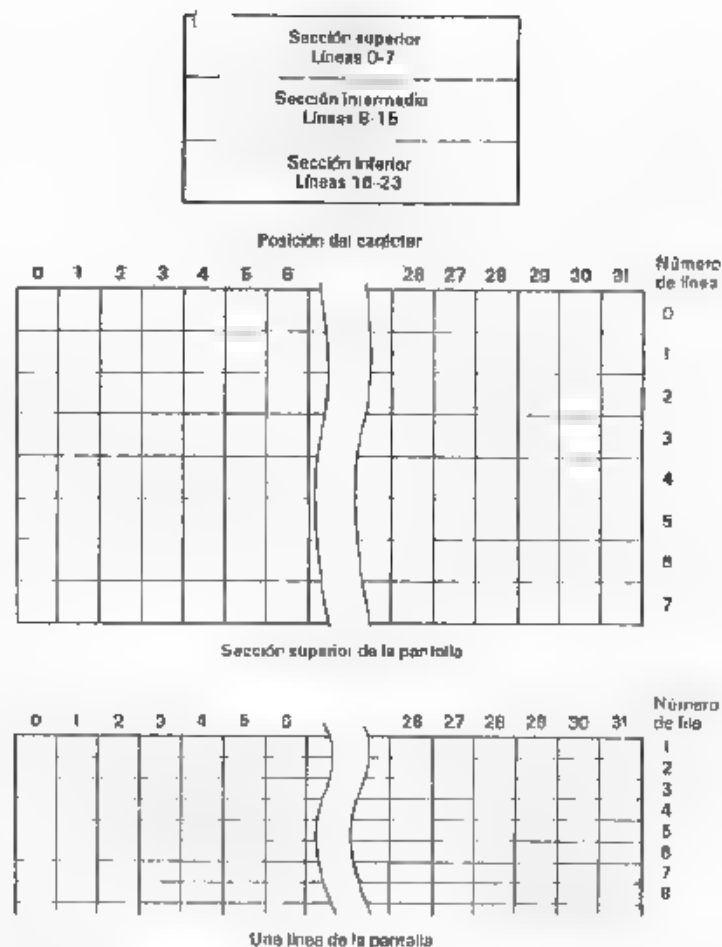 Sección superior
Líneas 0-7
Sección Intermedia
Líneas 8-15
Sección Inferior
Líneas 16-23
Posición del carácter
0 1 2 3 4 5 6 26 27 28 29 30 31
Número
de línea
0
1
2
3
4
5
6
7
Sección superior de la pantalla
0 1 2 3 4 5 6 26 27 28 29 30 31
Número
de fila
1
2
3
4
5
6
7
8
Una línea de la pantalla